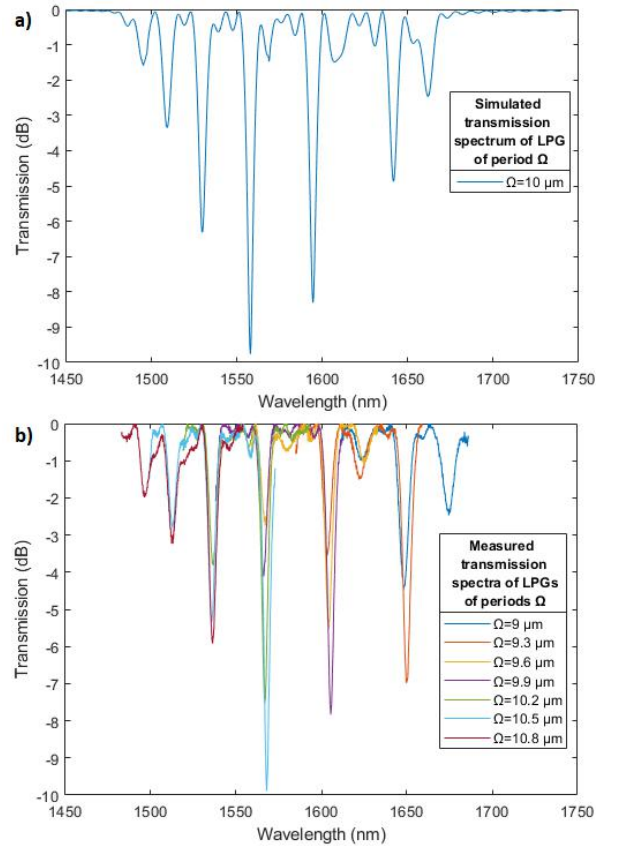 a)
0
-1
-2
-3
-4
-5
-6
-7
-8
-9
-10
Transmission (dB)
Simulated
transmission
spectrum of LPG
of period Ω
Ω=10 μm
1450 1500 1550 1600 1650 1700 1750
Wavelength (nm)
b)
0
-1
-2
-3
-4
-5
-6
-7
-8
-9
-10
Transmission (dB)
Measured
transmission
spectra of LPGs
of periods Ω
Ω=9 μm
Ω=9.3 μm
Ω=9.6 μm
Ω=9.9 μm
Ω=10.2 μm
Ω=10.5 μm
Ω=10.8 μm
1450 1500 1550 1600 1650 1700 1750
Wavelength (nm)